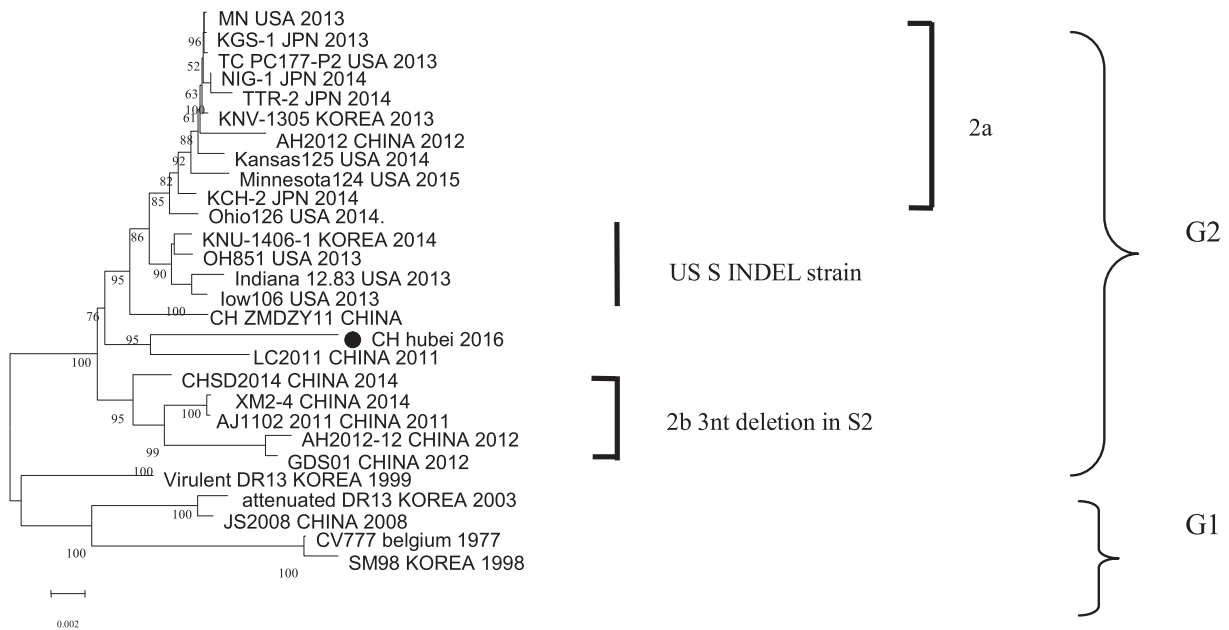 MN USA 2013
96
KGS-1 JPN 2013
TC PC177-P2 USA 2013
52
NIG-1 JPN 2014
63
TTR-2 JPN 2014
100
61
KNV-1305 KOREA 2013
2a
88
AH2012 CHINA 2012
92
Kansas125 USA 2014
82
Minnesota124 USA 2015
85
KCH-2 JPN 2014
Ohio126 USA 2014.
G2
86
KNU-1406-1 KOREA 2014
OH851 USA 2013
90
US S INDEL strain
95
Indiana 12.83 USA 2013
Iow106 USA 2013
100
76
CH ZMDZY11 CHINA
95
CH hubei 2016
100
LC2011 CHINA 2011
CHSD2014 CHINA 2014
XM2-4 CHINA 2014
100
95
AJ1102 2011 CHINA 2011
2b 3nt deletion in S2
AH2012-12 CHINA 2012
99
GDS01 CHINA 2012
100
Virulent DR13 KOREA 1999
attenuated DR13 KOREA 2003
100
JS2008 CHINA 2008
G1
CV777 belgium 1977
100
SM98 KOREA 1998
100
0.002